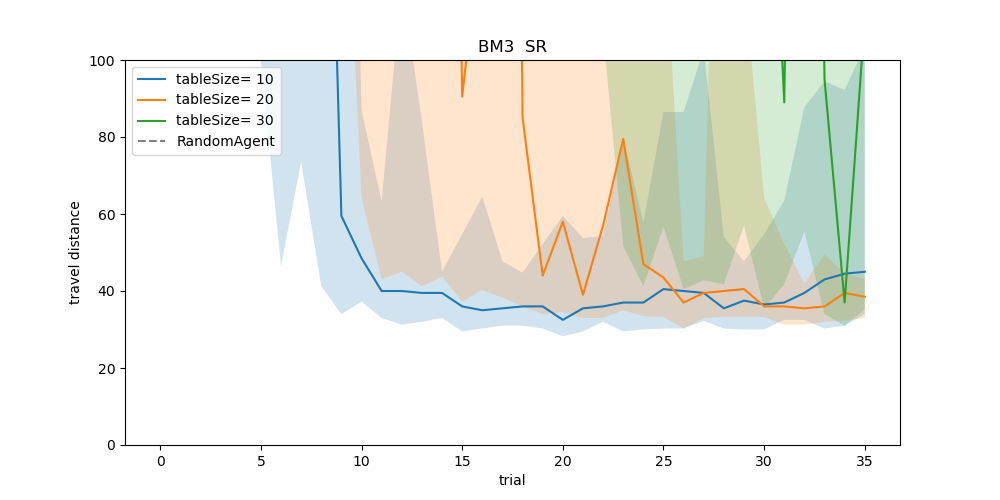 BM3  SR
tableSize= 10
tableSize= 20
tableSize= 30
RandomAgent
travel distance
100
80
60
40
20
0
0 5 10 15 20 25 30 35
trial